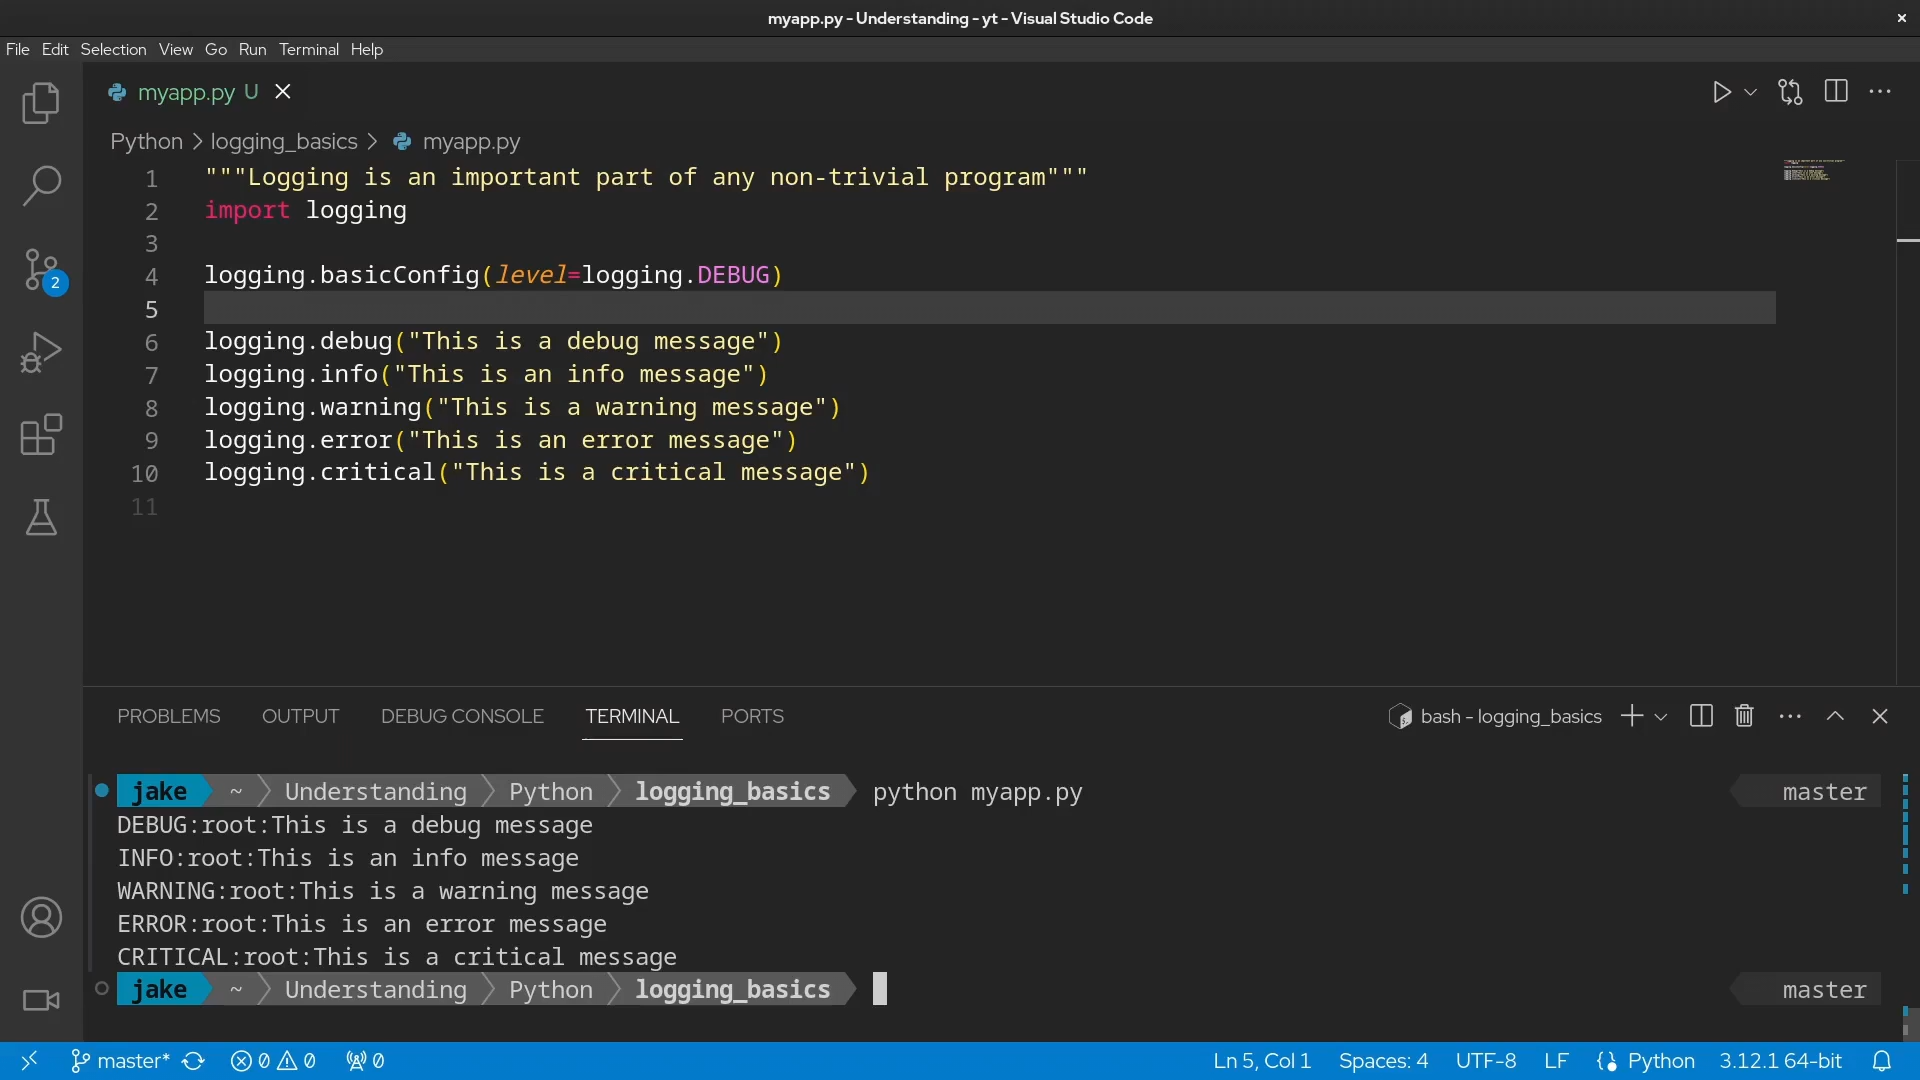 myapp.py - Understanding - yt - Visual Studio Code
File Edit Selection View Go Run Terminal Help
myapp.py U
Python > logging_basics > myapp.py
1 """Logging is an important part of any non-trivial program"""
2 import logging
3
4 logging.basicConfig(level=logging.DEBUG)
5
6 logging.debug("This is a debug message")
7 logging.info("This is an info message")
8 logging.warning("This is a warning message")
9 logging.error("This is an error message")
10 logging.critical("This is a critical message")
11
2
PROBLEMS OUTPUT DEBUG CONSOLE TERMINAL PORTS bash - logging_basics
jake ~ Understanding Python logging_basics python myapp.py master
DEBUG:root:This is a debug message
INFO:root:This is an info message
WARNING:root:This is a warning message
ERROR:root:This is an error message
CRITICAL:root:This is a critical message
jake ~ Understanding Python logging_basics master
master* 0 0 0 Ln 5, Col 1 Spaces: 4 UTF-8 LF Python 3.12.1 64-bit